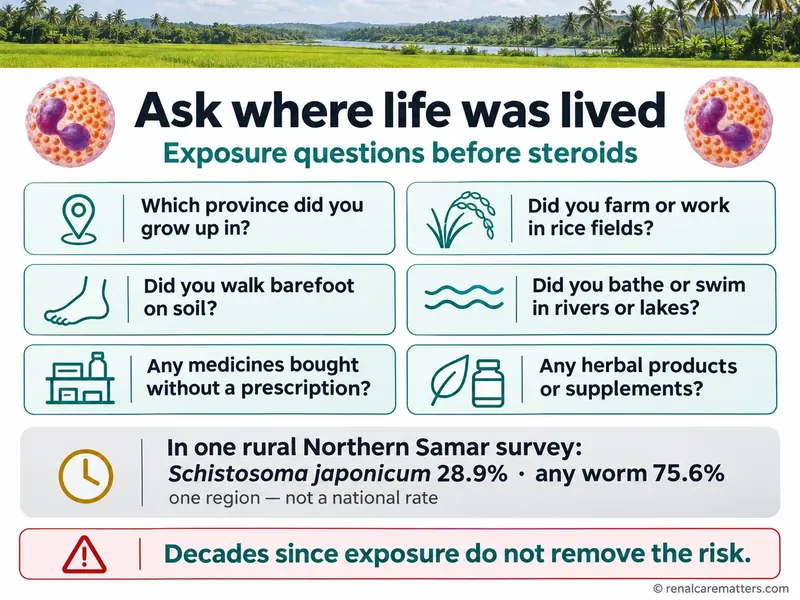 Ask where life was lived
Exposure questions before steroids
Which province did you
grow up in?
Did you farm or work
in rice fields?
Did you walk barefoot
on soil?
Did you bathe or swim
in rivers or lakes?
Any medicines bought
without a prescription?
Any herbal products
or supplements?
In one rural Northern Samar survey:
Schistosoma japonicum 28.9% · any worm 75.6%
one region — not a national rate
Decades since exposure do not remove the risk.
© renalcarematters.com